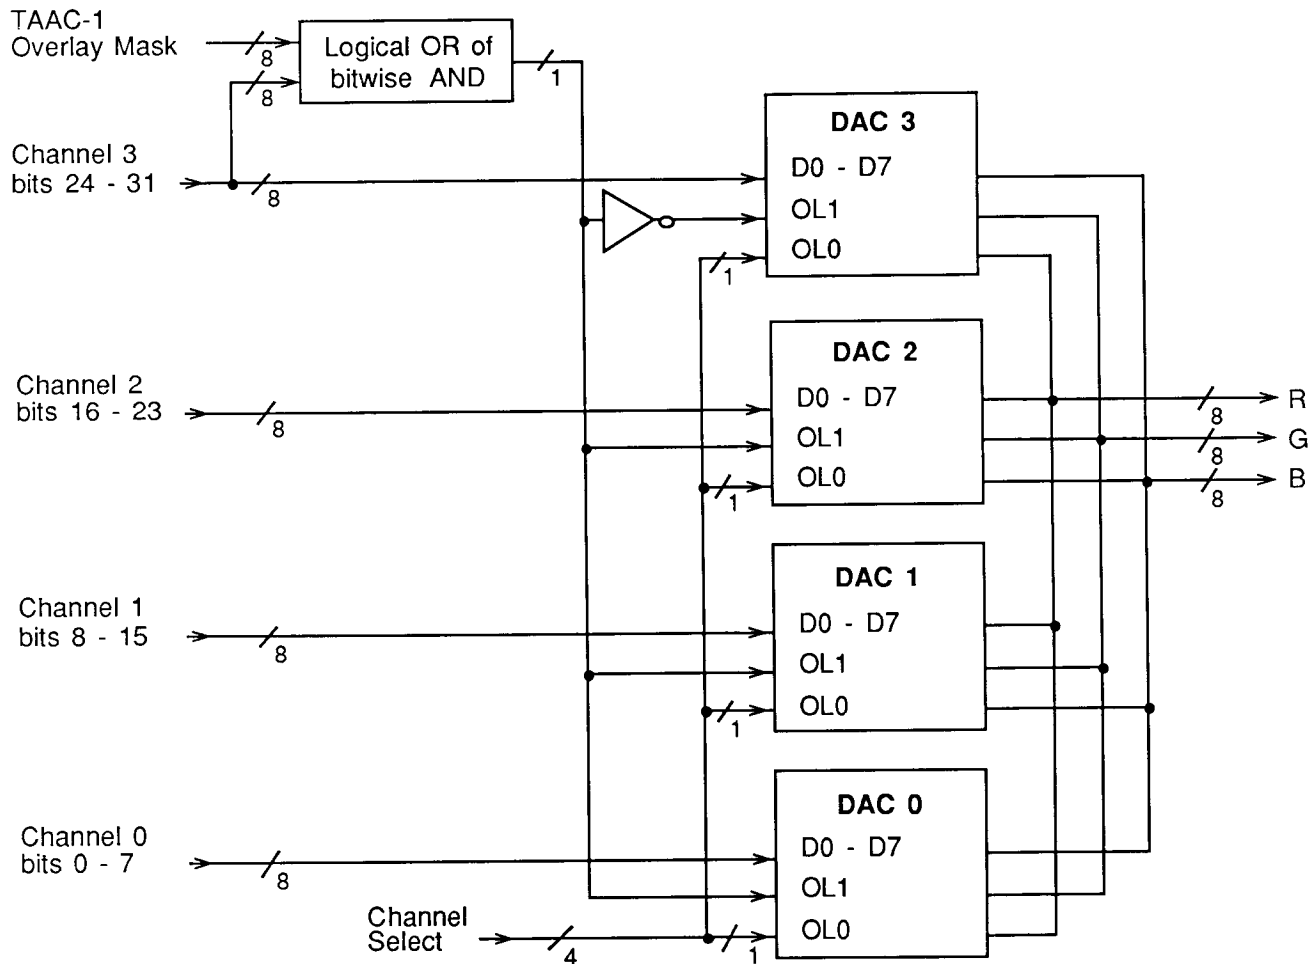 TAAC-1
Overlay Mask
8
8
Logical OR of
bitwise AND
1
Channel 3
bits 24 - 31
8
DAC 3
D0 - D7
OL1
OL0
1
Channel 2
bits 16 - 23
8
DAC 2
D0 - D7
OL1
OL0
1
8
R
8
G
8
B
Channel 1
bits 8 - 15
8
DAC 1
D0 - D7
OL1
OL0
1
Channel 0
bits 0 - 7
8
DAC 0
D0 - D7
OL1
OL0
Channel
Select
4
1